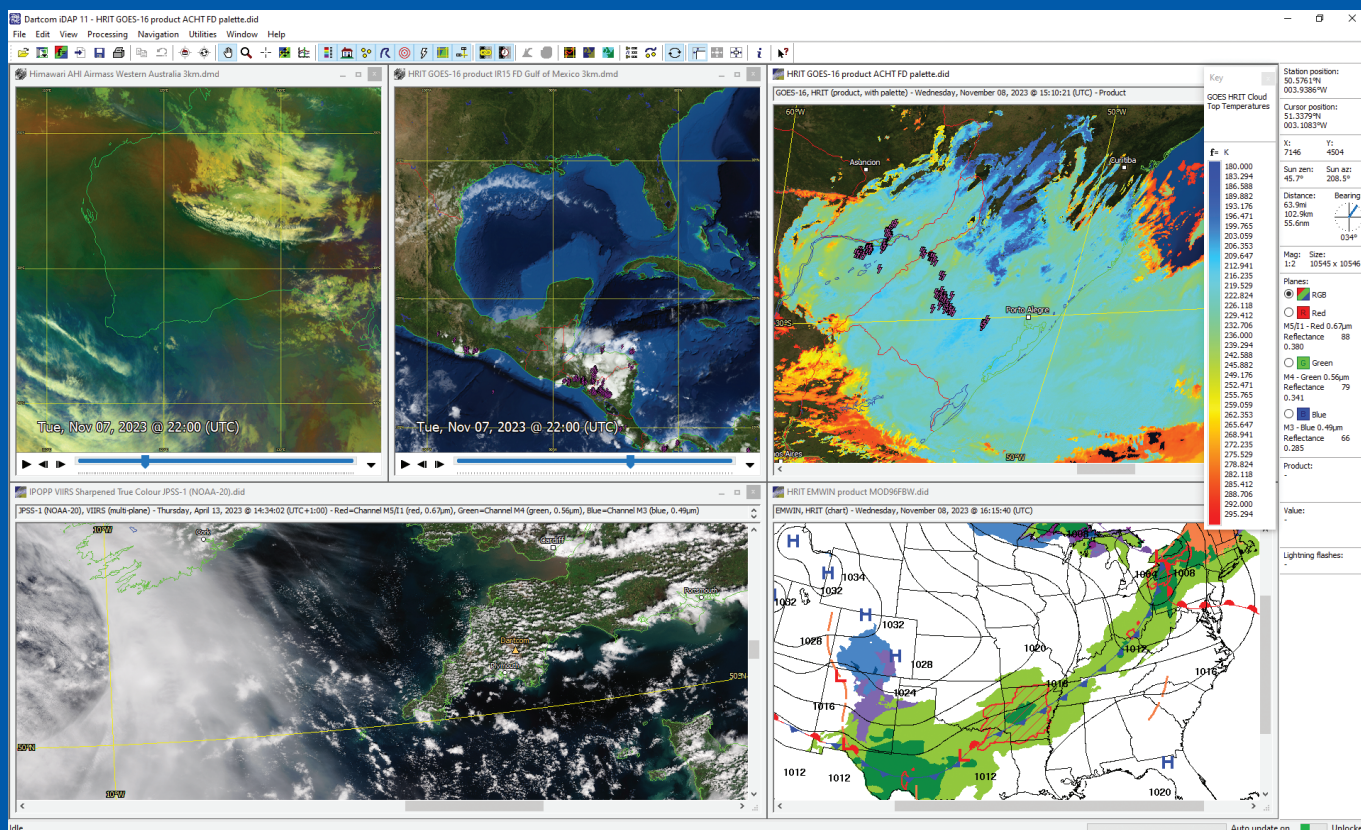 Dartcom iDAP 11 - HRIT GOES-16 product ACHT FD palette.did
File Edit View Processing Navigation Utilities Window Help
Himawari AHI Airmass Western Australia 3km.dmd
Tue, Nov 07, 2023 @ 22:00 (UTC)
HRIT GOES-16 product IR15 FD Gulf of Mexico 3km.dmd
Tue, Nov 07, 2023 @ 22:00 (UTC)
HRIT GOES-16 product ACHT FD palette.did
GOES-16, HRIT (product, with palette) - Wednesday, November 08, 2023 @ 15:10:21 (UTC) - Product
60°W
50°W
Asuncion
Curitiba
Porto Alegre
30°S
50°W
os Aires
Key
GOES HRIT Cloud
Top Temperatures
f= K
180.000
183.294
186.588
189.882
193.176
196.471
199.765
203.059
206.353
209.647
212.941
216.235
219.529
222.824
226.118
229.412
232.706
236.000
239.294
242.588
245.882
249.176
252.471
255.765
259.059
262.353
265.647
268.941
272.235
275.529
278.824
282.118
285.412
288.706
292.000
295.294
Station position:
50.5761°N
003.9386°W
Cursor position:
51.3379°N
003.1083°W
X: Y:
7146 4504
Sun zen: Sun az:
45.7° 208.5°
Distance: Bearing
63.9mi
102.9km
55.6nm
034°
Mag: Size:
1:2 10545 x 10546
Planes:
RGB
Red
M5/I1 - Red 0.67µm
Reflectance 88
0.380
Green
M4 - Green 0.56µm
Reflectance 79
0.341
Blue
M3 - Blue 0.49µm
Reflectance 66
0.285
Product:
-
Value:
-
Lightning flashes:
-
IPOPP VIIRS Sharpened True Colour JPSS-1 (NOAA-20).did
JPSS-1 (NOAA-20), VIIRS (multi-plane) - Thursday, April 13, 2023 @ 14:34:02 (UTC+1:00) - Red=Channel M5/I1 (red, 0.67µm), Green=Channel M4 (green, 0.56µm), Blue=Channel M3 (blue, 0.49µm)
10°W
Cork
Cardiff
Portsmouth
Dartcom
Plymouth
50°N
50°N
10°W
HRIT EMWIN product MOD96FBW.did
EMWIN, HRIT (chart) - Wednesday, November 08, 2023 @ 16:15:40 (UTC)
H
1008
H
1034
1032
1032
L
1004
1008
H
1032
1028
H
1028
1020
1012
L
1024
1016
1016
1016
L
L
H
1012
1012
1012
1020
Idle
Auto update on
Unlocke